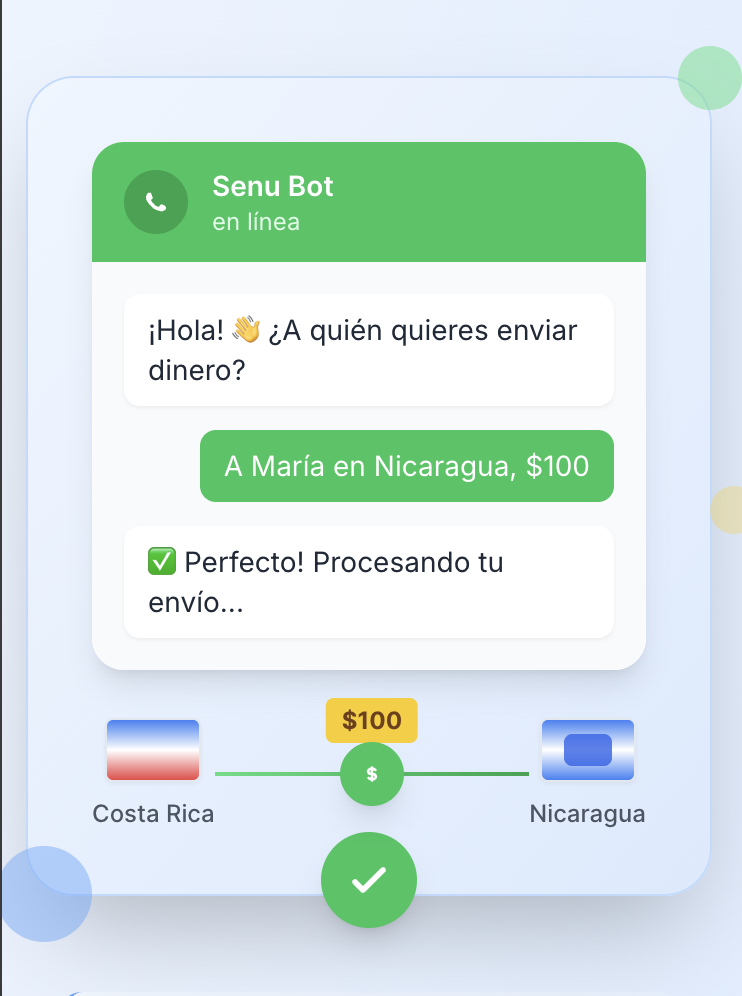 Senu Bot
en línea
¡Hola! 👋 ¿A quién quieres enviar
dinero?
A María en Nicaragua, $100
✅ Perfecto! Procesando tu
envío...
$100
$
Costa Rica
Nicaragua